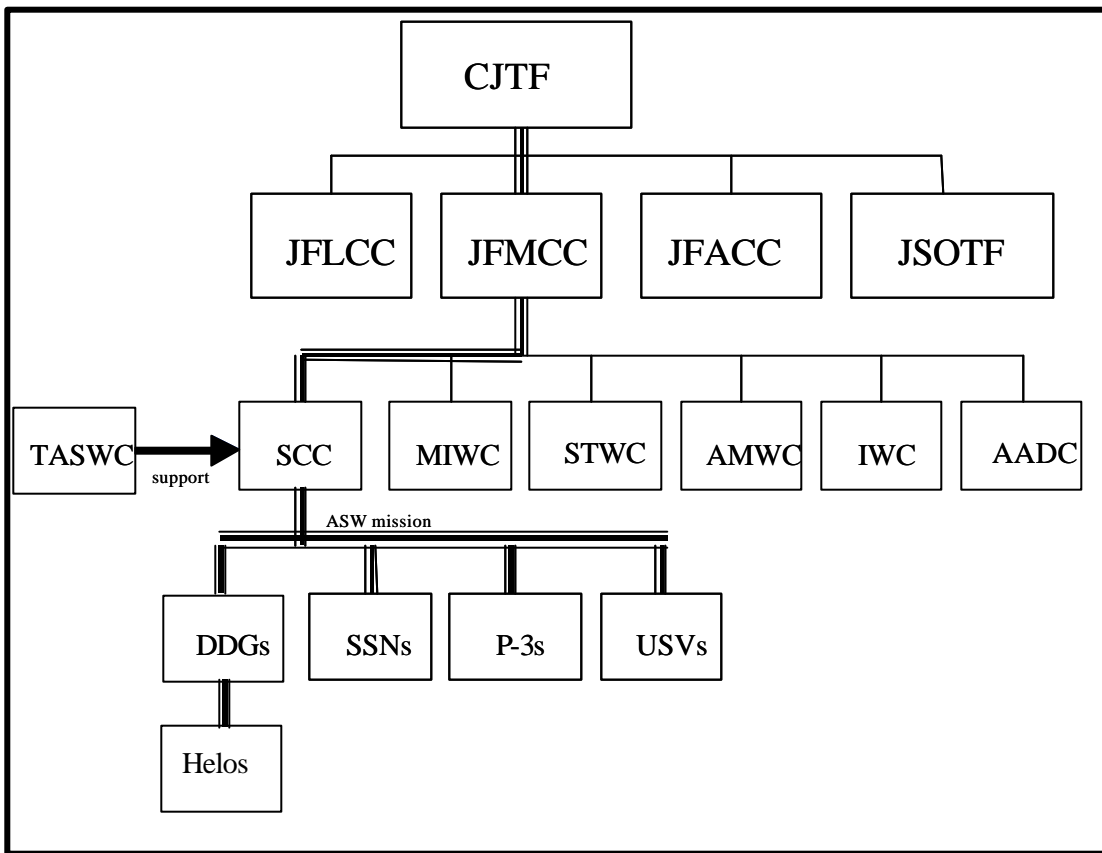 CJTF
JFLCC
JFMCC
JFACC
JSOTF
TASWC
support
SCC
MIWC
STWC
AMWC
IWC
AADC
ASW mission
DDGs
SSNs
P-3s
USVs
Helos